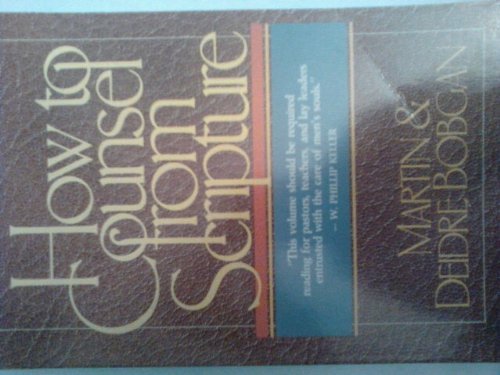 How to
Counsel
from
Scripture
"This volume should be required
reading for pastors, teachers, and lay leaders
entrusted with the care of men's souls."
– W. PHILLIP KELLER
MARTIN &
DEIDRE BOBGAN